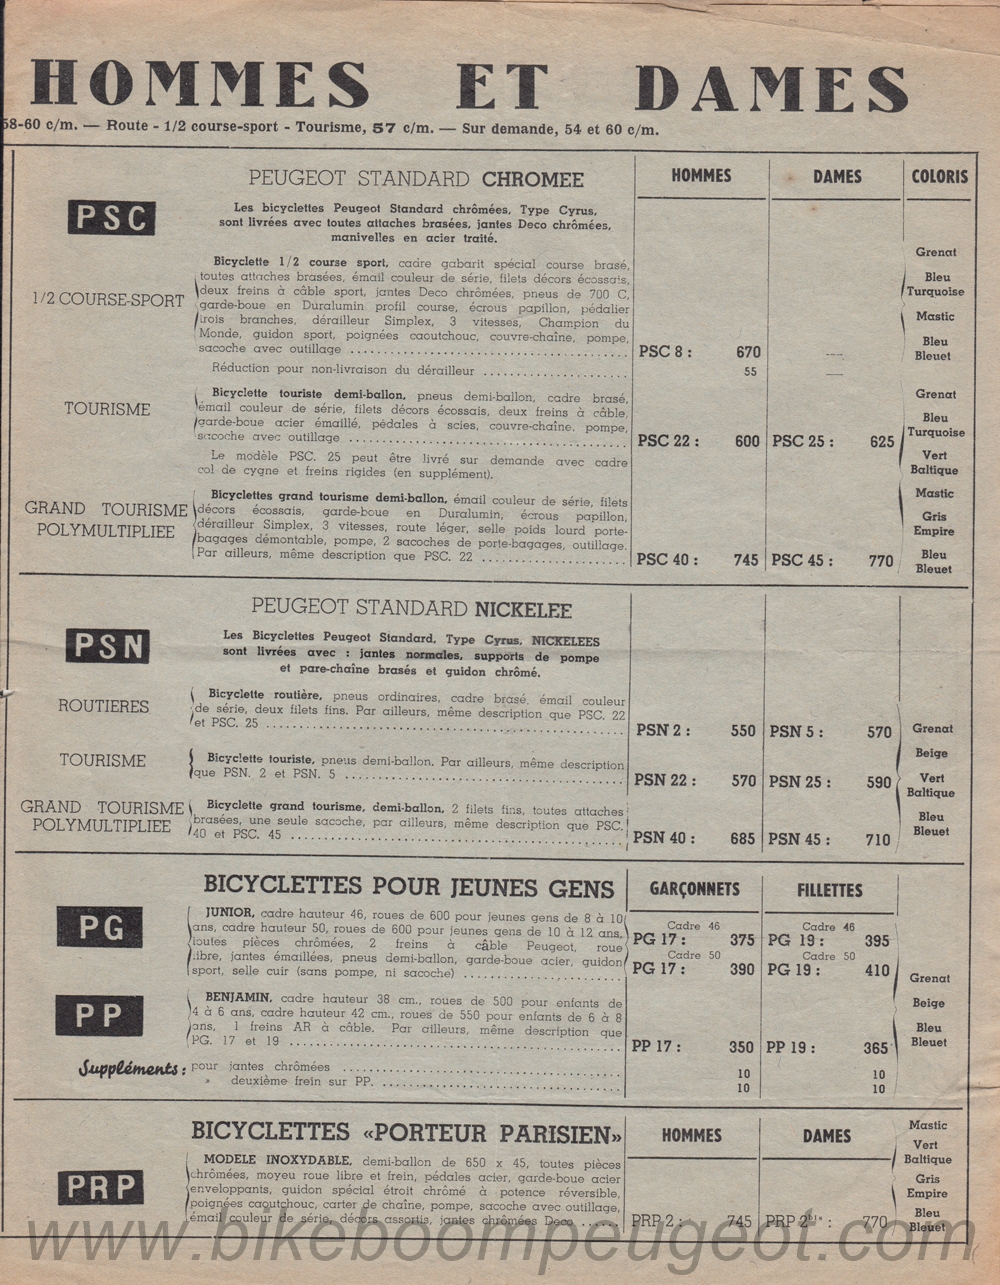 HOMMES ET DAMES
58-60 c/m. — Route - 1/2 course-sport - Tourisme, 57 c/m. — Sur demande, 54 et 60 c/m.
PEUGEOT STANDARD CHROMEE
HOMMES DAMES COLORIS
PSC
Les bicyclettes Peugeot Standard chrômées, Type Cyrus,
sont livrées avec toutes attaches brasées, jantes Deco chrômées,
manivelles en acier traité.
1/2 COURSE-SPORT
Bicyclette 1/2 course sport, cadre gabarit spécial course brasé,
toutes attaches brasées, émail couleur de série, filets décors écossais,
deux freins à câble sport, jantes Deco chrômées, pneus de 700 C,
garde-boue en Duralumin profil course, écrous papillon, pédalier
trois branches, dérailleur Simplex, 3 vitesses, Champion du
Monde, guidon sport, poignées caoutchouc, couvre-chaîne, pompe,
sacoche avec outillage ........ PSC 8 : 670 —
Réduction pour non-livraison du dérailleur ........ 55 —
Grenat
Bleu
Turquoise
Mastic
Bleu
Bleuet
TOURISME
Bicyclette touriste demi-ballon, pneus demi-ballon, cadre brasé,
émail couleur de série, filets décors écossais, deux freins à câble,
garde-boue acier émaillé, pédales à scies, couvre-chaîne, pompe,
sacoche avec outillage ........ PSC 22 : 600 PSC 25 : 625
Le modèle PSC. 25 peut être livré sur demande avec cadre
col de cygne et freins rigides (en supplément).
Grenat
Bleu
Turquoise
Vert
Baltique
GRAND TOURISME
POLYMULTIPLIEE
Bicyclettes grand tourisme demi-ballon, émail couleur de série, filets
décors écossais, garde-boue en Duralumin, écrous papillon,
dérailleur Simplex, 3 vitesses, route léger, selle poids lourd porte-
bagages démontable, pompe, 2 sacoches de porte-bagages, outillage.
Par ailleurs, même description que PSC. 22 ........ PSC 40 : 745 PSC 45 : 770
Mastic
Gris
Empire
Bleu
Bleuet
PEUGEOT STANDARD NICKELEE
PSN
Les Bicyclettes Peugeot Standard, Type Cyrus, NICKELEES
sont livrées avec : jantes normales, supports de pompe
et pare-chaîne brasés et guidon chrômé.
ROUTIERES
Bicyclette routière, pneus ordinaires, cadre brasé, émail couleur
de série, deux filets fins. Par ailleurs, même description que PSC. 22
et PSC. 25 ........ PSN 2 : 550 PSN 5 : 570
TOURISME
Bicyclette touriste, pneus demi-ballon. Par ailleurs, même description
que PSN. 2 et PSN. 5 ........ PSN 22 : 570 PSN 25 : 590
GRAND TOURISME
POLYMULTIPLIEE
Bicyclette grand tourisme, demi-ballon, 2 filets fins, toutes attaches
brasées, une seule sacoche, par ailleurs, même description que PSC.
40 et PSC. 45 ........ PSN 40 : 685 PSN 45 : 710
Grenat
Beige
Vert
Baltique
Bleu
Bleuet
BICYCLETTES POUR JEUNES GENS
GARÇONNETS FILLETTES
PG
JUNIOR, cadre hauteur 46, roues de 600 pour jeunes gens de 8 à 10
ans, cadre hauteur 50, roues de 600 pour jeunes gens de 10 à 12 ans,
toutes pièces chrômées, 2 freins à câble Peugeot, roue
libre, jantes émaillées, pneus demi-ballon, garde-boue acier, guidon
sport, selle cuir (sans pompe, ni sacoche) ........
Cadre 46 Cadre 46
PG 17 : 375 PG 19 : 395
Cadre 50 Cadre 50
PG 17 : 390 PG 19 : 410
PP
BENJAMIN, cadre hauteur 38 cm., roues de 500 pour enfants de
4 à 6 ans, cadre hauteur 42 cm., roues de 550 pour enfants de 6 à 8
ans, 1 freins AR à câble. Par ailleurs, même description que
PG. 17 et 19 ........ PP 17 : 350 PP 19 : 365
Suppléments : pour jantes chrômées ........ 10 10
» deuxième frein sur PP. ........ 10 10
Grenat
Beige
Bleu
Bleuet
BICYCLETTES «PORTEUR PARISIEN»
HOMMES DAMES
PRP
MODELE INOXYDABLE, demi-ballon de 650 x 45, toutes pièces
chrômées, moyeu roue libre et frein, pédales acier, garde-boue acier
enveloppants, guidon spécial étroit chrômé à potence réversible,
poignées caoutchouc, carter de chaîne, pompe, sacoche avec outillage,
émail couleur de série, décors assortis, jantes chrômées Deco ..... PRP 2 : 745 PRP 2bis : 770
Mastic
Vert
Baltique
Gris
Empire
Bleu
Bleuet
www.bikeboompeugeot.com